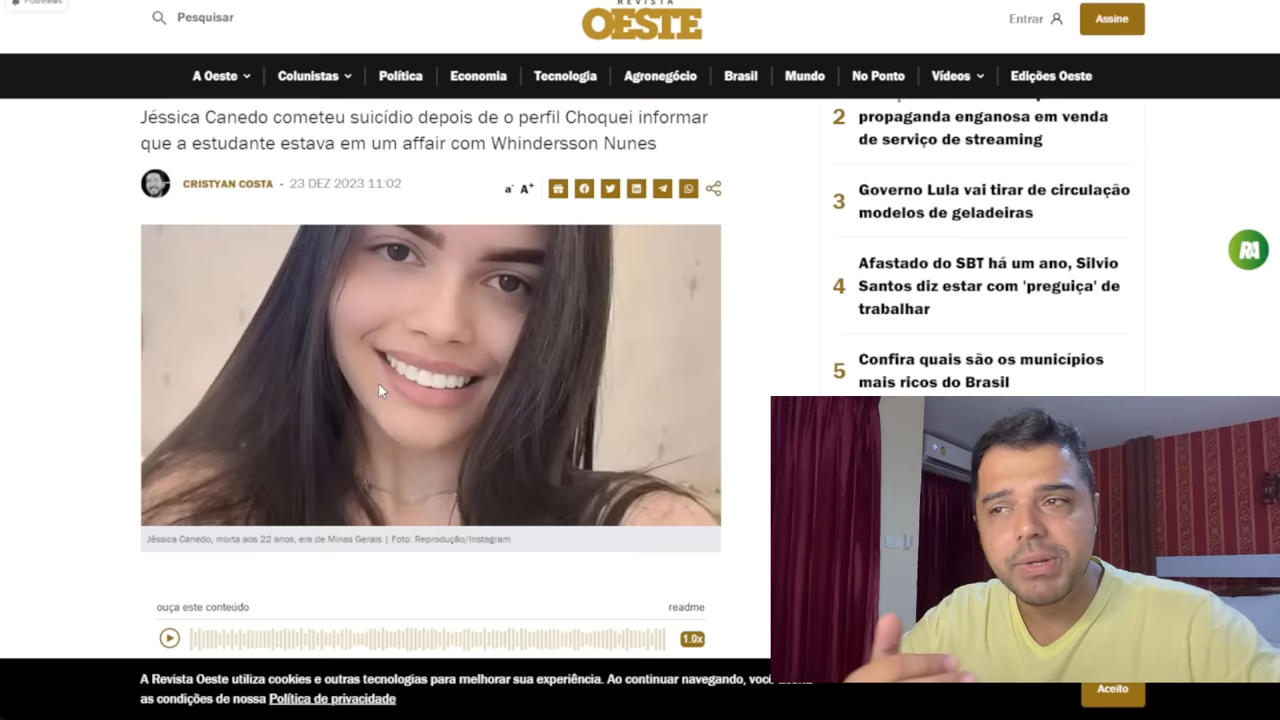 Pushnews
Pesquisar
REVISTA
OESTE
Entrar
Assine
A Oeste
Colunistas
Política
Economia
Tecnologia
Agronegócio
Brasil
Mundo
No Ponto
Vídeos
Edições Oeste
Jéssica Canedo cometeu suicídio depois de o perfil Choquei informar
que a estudante estava em um affair com Whindersson Nunes
CRISTYAN COSTA - 23 DEZ 2023 11:02
a- A+
Jéssica Canedo, morta aos 22 anos, era de Minas Gerais | Foto: Reprodução/Instagram
ouça este conteúdo
readme
1.0x
2
propaganda enganosa em venda
de serviço de streaming
3
Governo Lula vai tirar de circulação
modelos de geladeiras
4
Afastado do SBT há um ano, Silvio
Santos diz estar com 'preguiça' de
trabalhar
5
Confira quais são os municípios
mais ricos do Brasil
RA
A Revista Oeste utiliza cookies e outras tecnologias para melhorar sua experiência. Ao continuar navegando, você
as condições de nossa Política de privacidade
Aceito